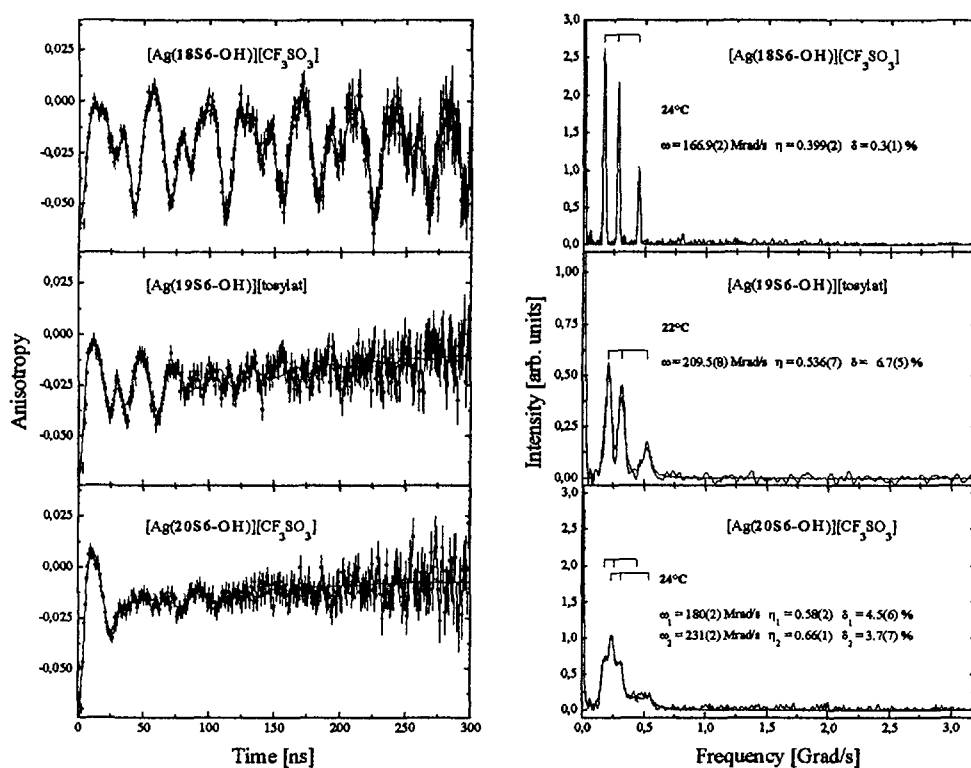 Anisotropy
0,025
0,000
-0,025
-0,050
[Ag(18S6-OH)][CF3SO3]
0,025
0,000
-0,025
-0,050
[Ag(19S6-OH)][tosylat]
0,025
0,000
-0,025
-0,050
[Ag(20S6-OH)][CF3SO3]
0 25 50 75 100 125 150 175 200 225 250 275 300
Time [ns]
Intensity [arb. units]
3,0
2,5
2,0
1,5
1,0
0,5
0,0
[Ag(18S6-OH)][CF3SO3]
24°C
ω = 166.9(2) Mrad/s η = 0.399(2) δ = 0.3(1) %
1,00
0,75
0,50
0,25
0,00
[Ag(19S6-OH)][tosylat]
22°C
ω = 209.5(8) Mrad/s η = 0.536(7) δ = 6.7(5) %
3,0
2,5
2,0
1,5
1,0
0,5
0,0
[Ag(20S6-OH)][CF3SO3]
24°C
ω1 = 180(2) Mrad/s η1 = 0.58(2) δ1 = 4.5(6) %
ω2 = 231(2) Mrad/s η2 = 0.66(1) δ2 = 3.7(7) %
0,0 0,5 1,0 1,5 2,0 2,5 3,0
Frequency [Grad/s]